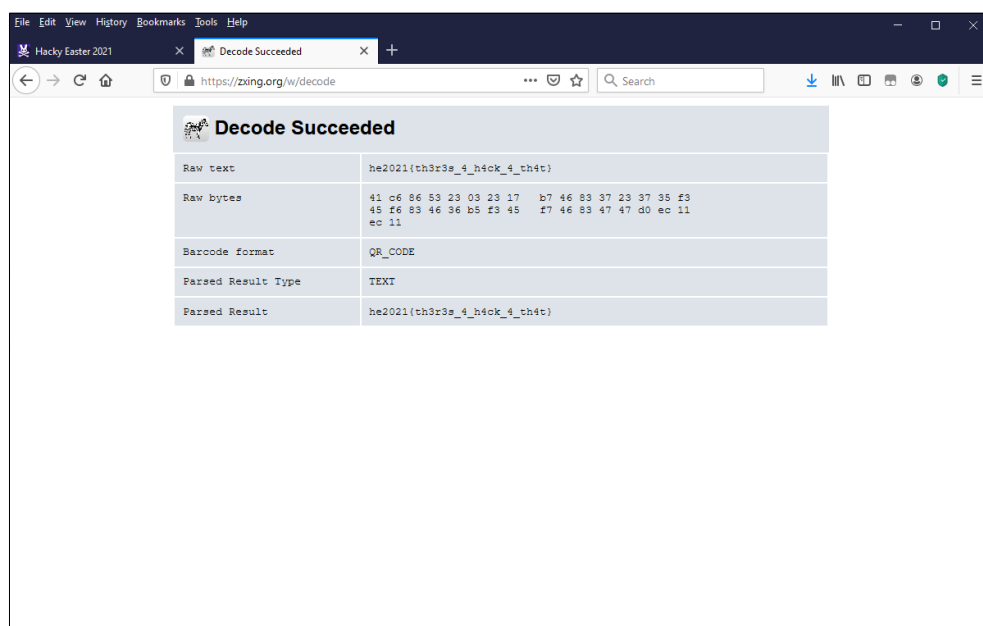 File Edit View History Bookmarks Tools Help
Hacky Easter 2021
Decode Succeeded
https://zxing.org/w/decode
Search
Decode Succeeded
Raw text he2021{th3r3s_4_h4ck_4_th4t}
Raw bytes 41 c6 86 53 23 03 23 17 b7 46 83 37 23 37 35 f3
45 f6 83 46 36 b5 f3 45 f7 46 83 47 47 d0 ec 11
ec 11
Barcode format QR_CODE
Parsed Result Type TEXT
Parsed Result he2021{th3r3s_4_h4ck_4_th4t}